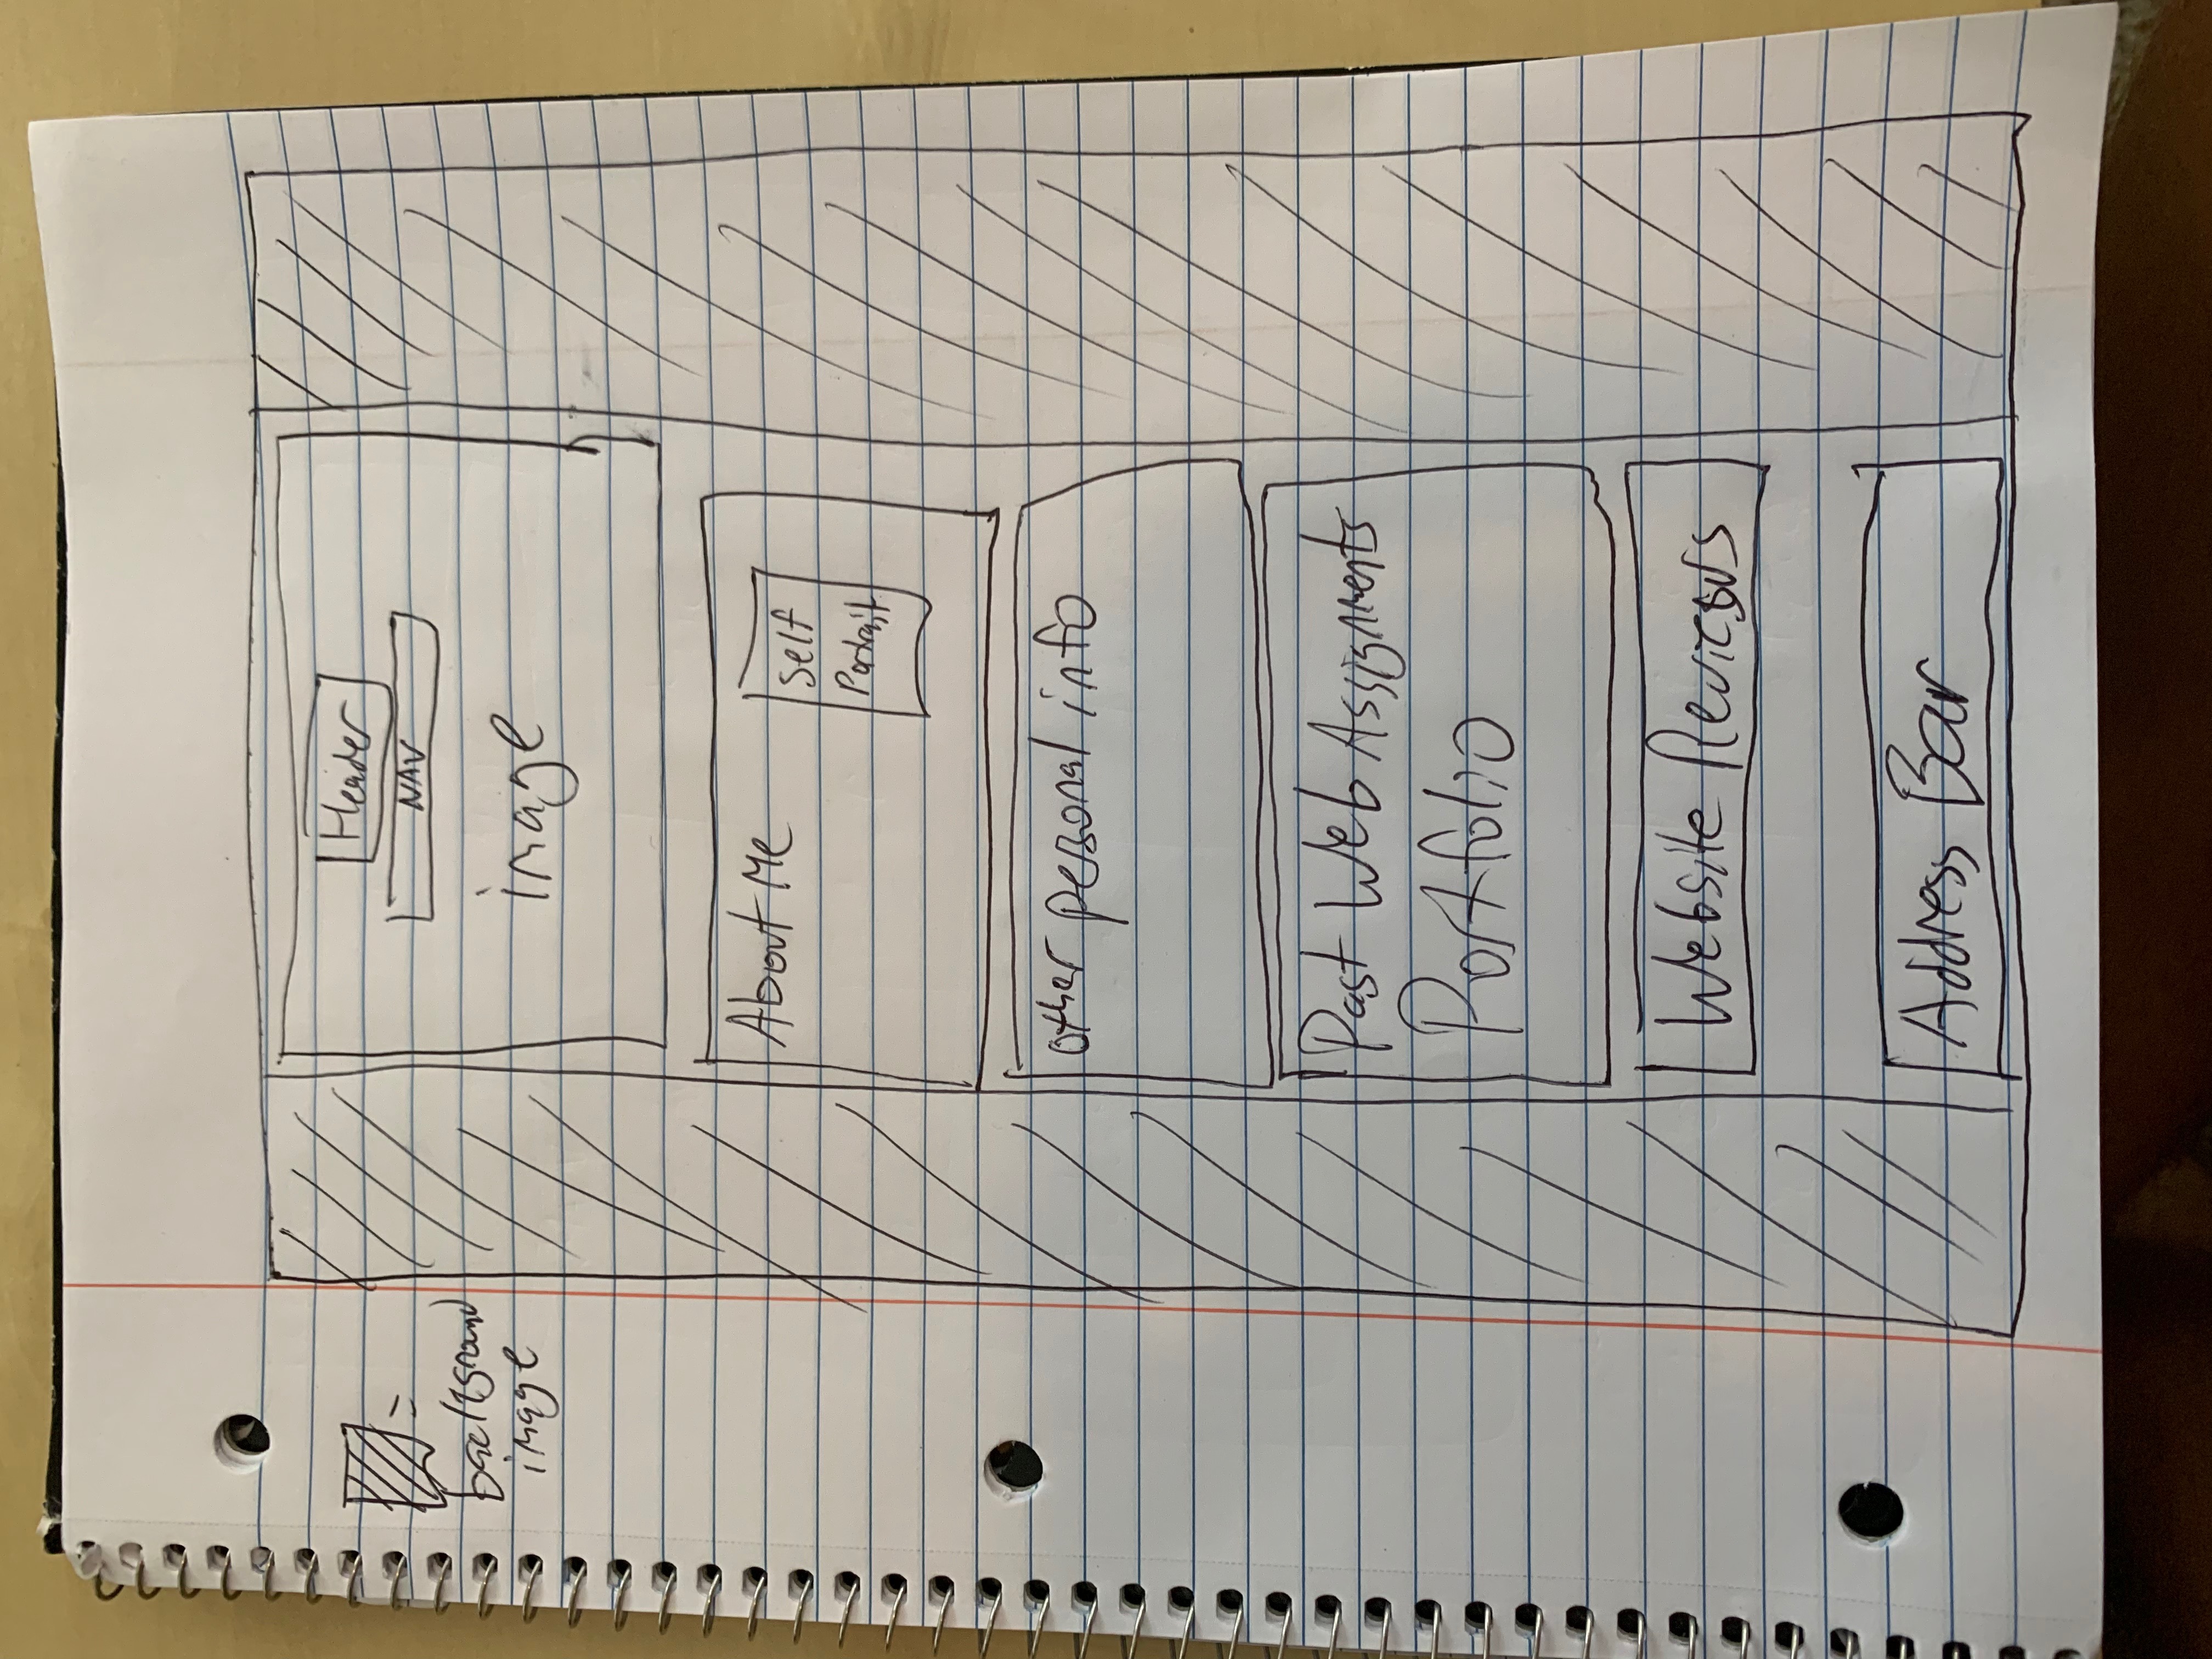 Header
NAV
=
background
image
image
About Me
Self
Portrait
other personal info
Past Web Assignments
Portfolio
Website Reviews
Address Bar